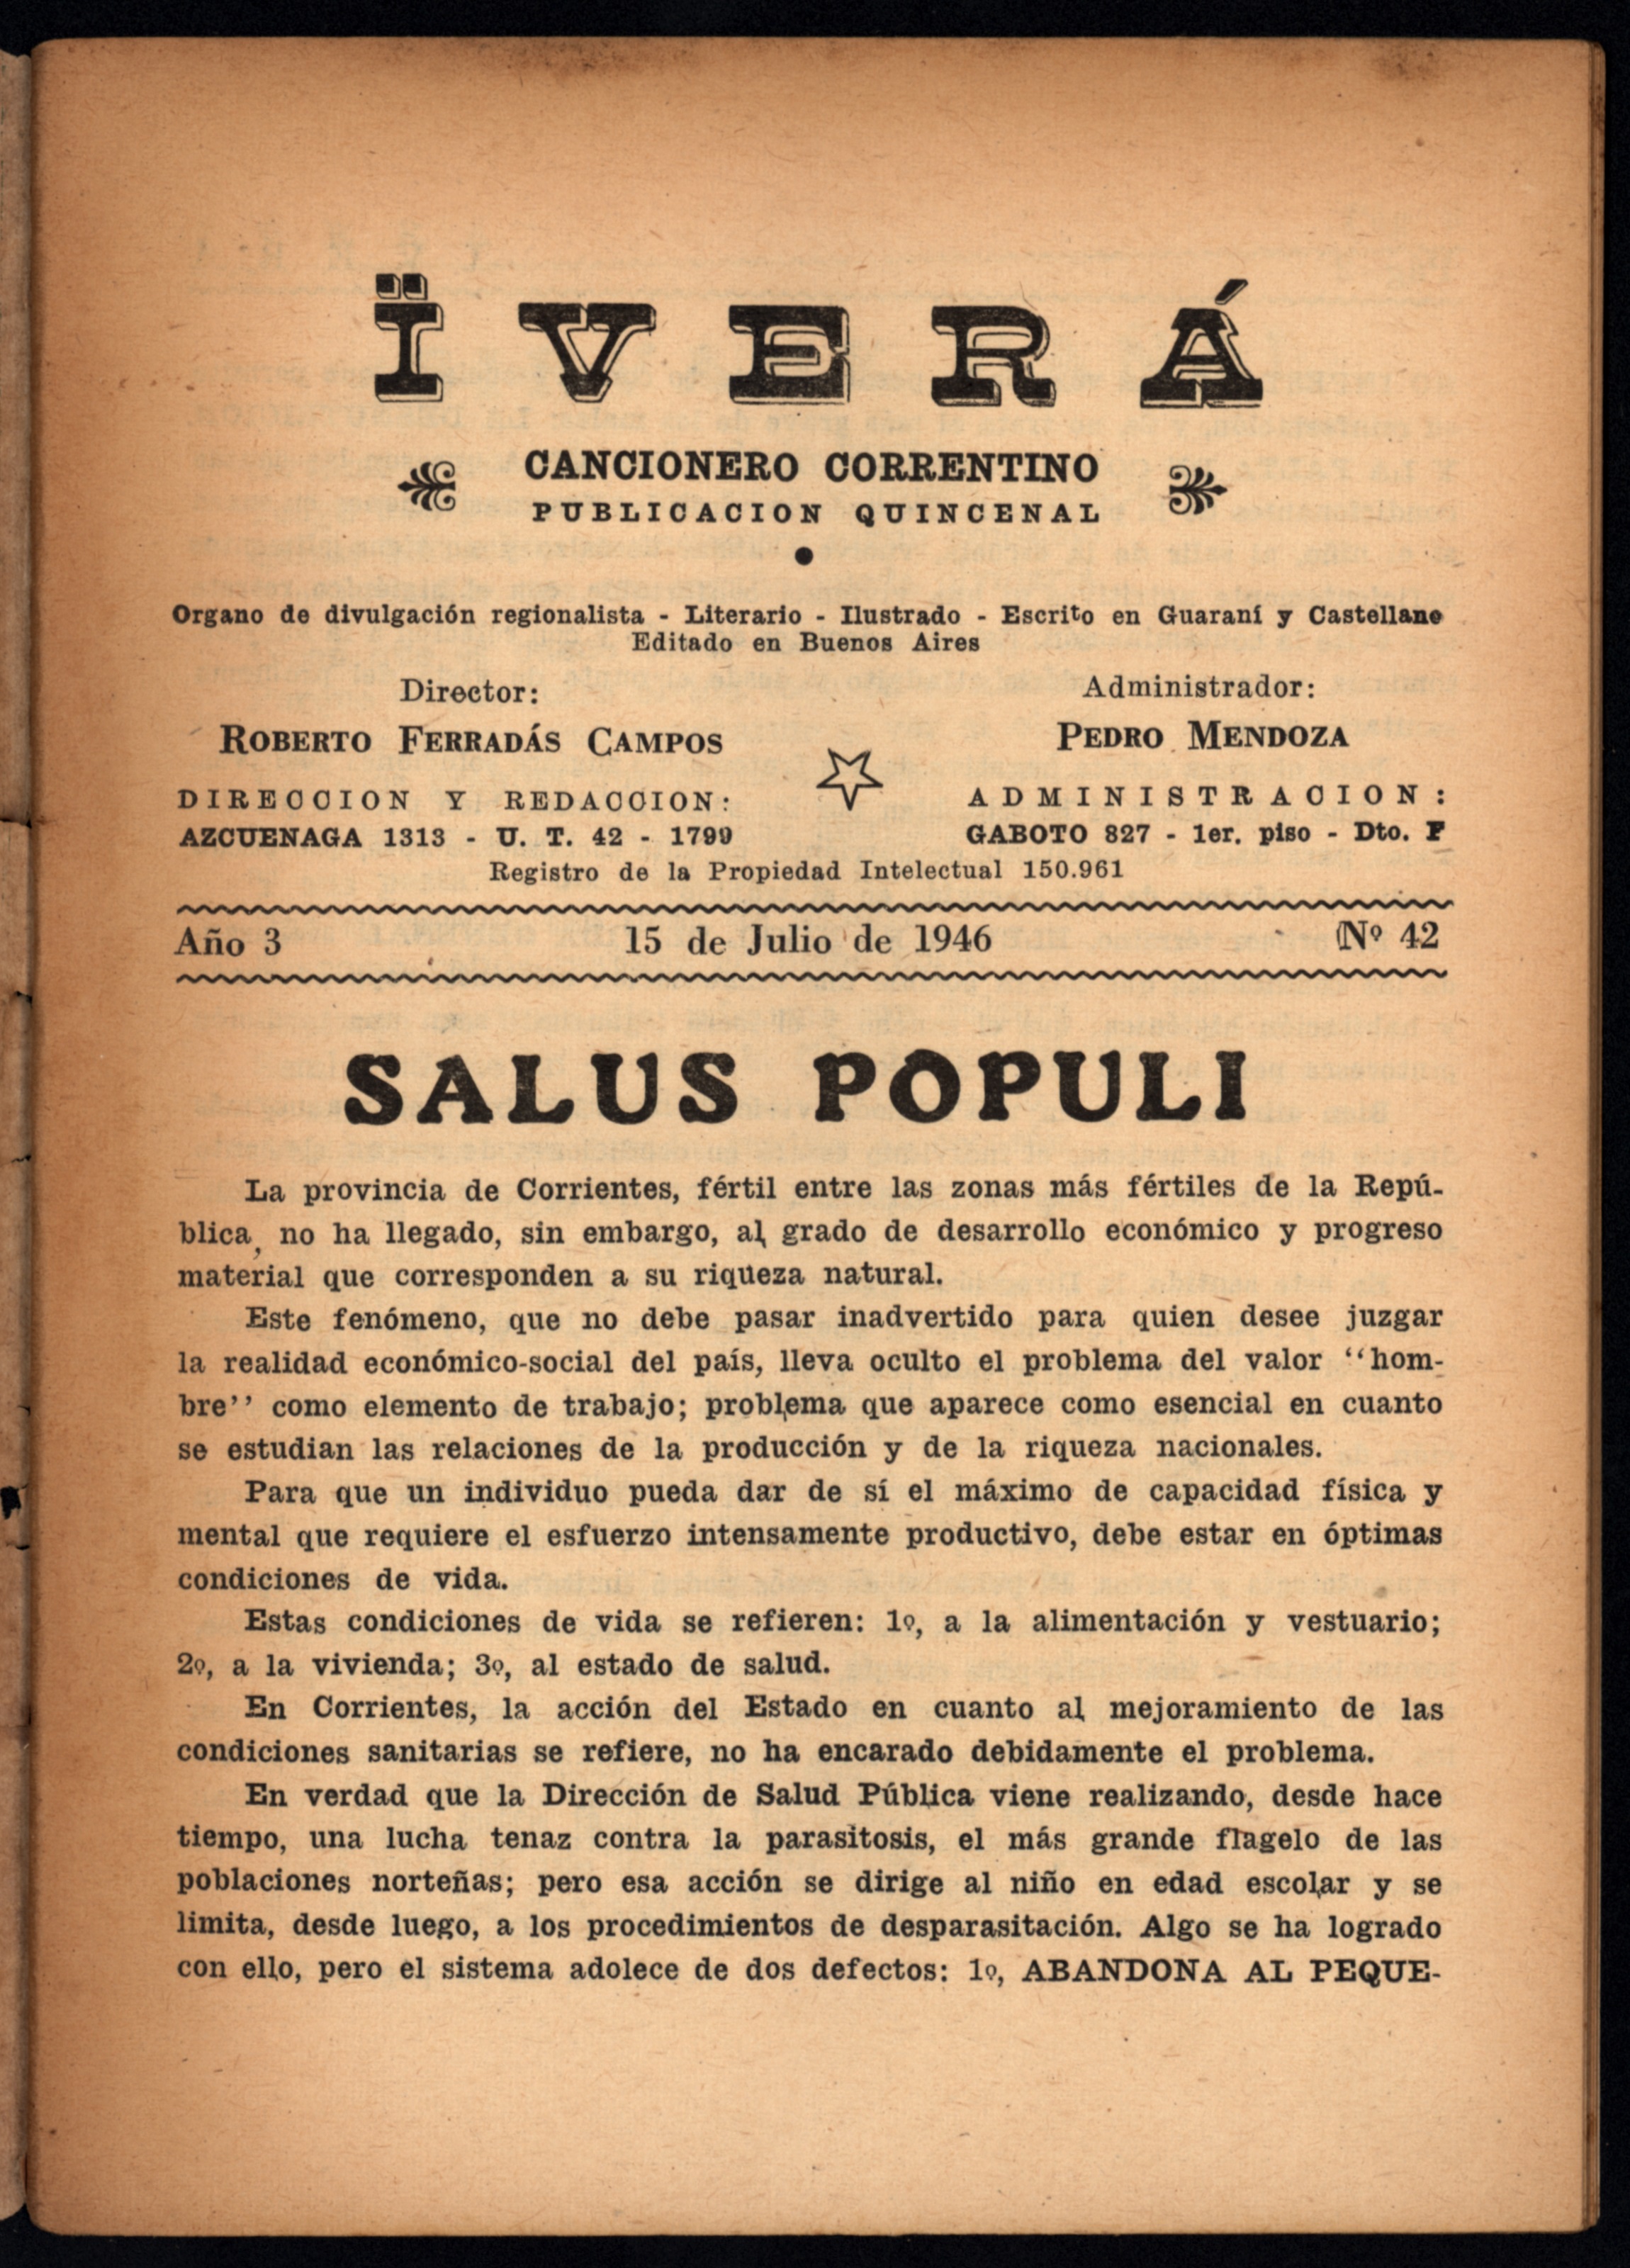 ÏVERÁ
CANCIONERO CORRENTINO
PUBLICACION QUINCENAL
Organo de divulgación regionalista - Literario - Ilustrado - Escrito en Guaraní y Castellano
Editado en Buenos Aires
Director:
ROBERTO FERRADÁS CAMPOS
DIRECCION Y REDACCION:
AZCUENAGA 1313 - U. T. 42 - 1799
Administrador:
PEDRO MENDOZA
ADMINISTRACION:
GABOTO 827 - 1er. piso - Dto. F
Registro de la Propiedad Intelectual 150.961
Año 3 15 de Julio de 1946 Nº 42
SALUS POPULI
La provincia de Corrientes, fértil entre las zonas más fértiles de la Repú-
blica, no ha llegado, sin embargo, al grado de desarrollo económico y progreso
material que corresponden a su riqueza natural.
Este fenómeno, que no debe pasar inadvertido para quien desee juzgar
la realidad económico-social del país, lleva oculto el problema del valor "hom-
bre" como elemento de trabajo; problema que aparece como esencial en cuanto
se estudian las relaciones de la producción y de la riqueza nacionales.
Para que un individuo pueda dar de sí el máximo de capacidad física y
mental que requiere el esfuerzo intensamente productivo, debe estar en óptimas
condiciones de vida.
Estas condiciones de vida se refieren: 1º, a la alimentación y vestuario;
2º, a la vivienda; 3º, al estado de salud.
En Corrientes, la acción del Estado en cuanto al mejoramiento de las
condiciones sanitarias se refiere, no ha encarado debidamente el problema.
En verdad que la Dirección de Salud Pública viene realizando, desde hace
tiempo, una lucha tenaz contra la parasitosis, el más grande flagelo de las
poblaciones norteñas; pero esa acción se dirige al niño en edad escolar y se
limita, desde luego, a los procedimientos de desparasitación. Algo se ha logrado
con ello, pero el sistema adolece de dos defectos: 1º, ABANDONA AL PEQUE-